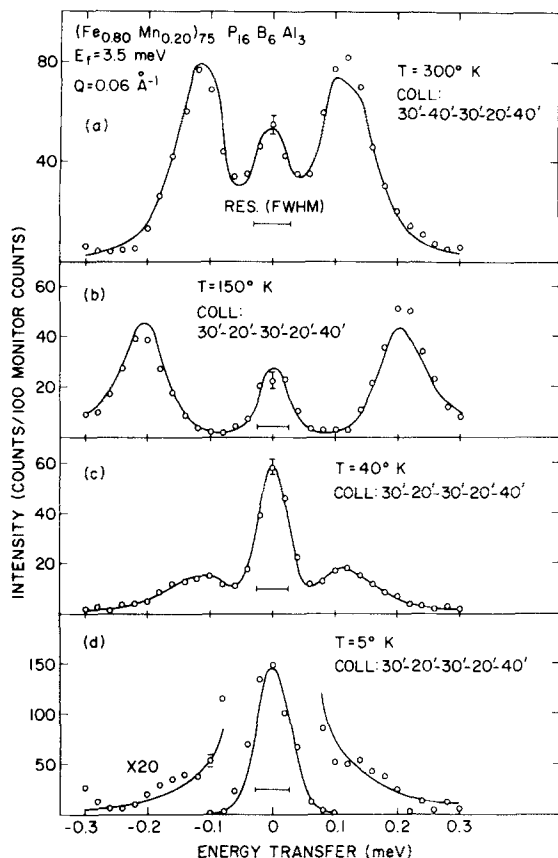 (Fe0.80 Mn0.20)75 P16 B6 Al3
Ef=3.5 meV
Q=0.06 Å-1
T=300° K
COLL:
30'-40'-30'-20'-40'
(a)
RES. (FWHM)
80
40
(b)
T=150° K
COLL:
30'-20'-30'-20'-40'
60
40
20
(c)
T=40° K
COLL:30'-20'-30'-20'-40'
60
40
20
(d)
T=5° K
COLL:30'-20'-30'-20'-40'
X20
150
100
50
INTENSITY (COUNTS/100 MONITOR COUNTS)
-0.3 -0.2 -0.1 0 0.1 0.2 0.3
ENERGY TRANSFER (meV)